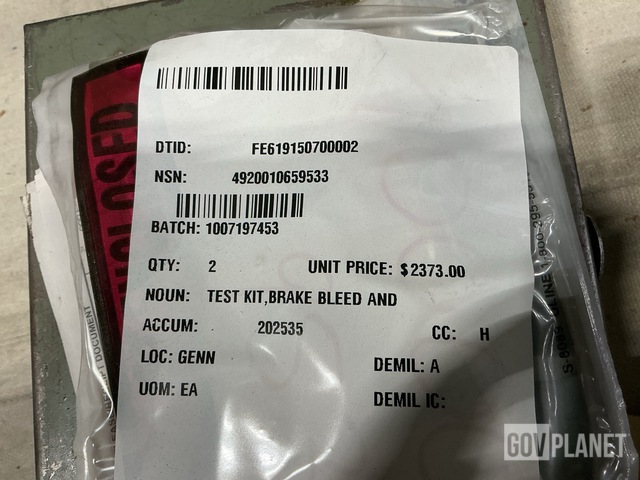 DTID: FE619150700002
NSN: 4920010659533
BATCH: 1007197453
QTY: 2 UNIT PRICE: $2373.00
NOUN: TEST KIT,BRAKE BLEED AND
ACCUM: 202535 CC: H
LOC: GENN DEMIL: A
UOM: EA DEMIL IC:
DOCUMENT
GOVPLANET